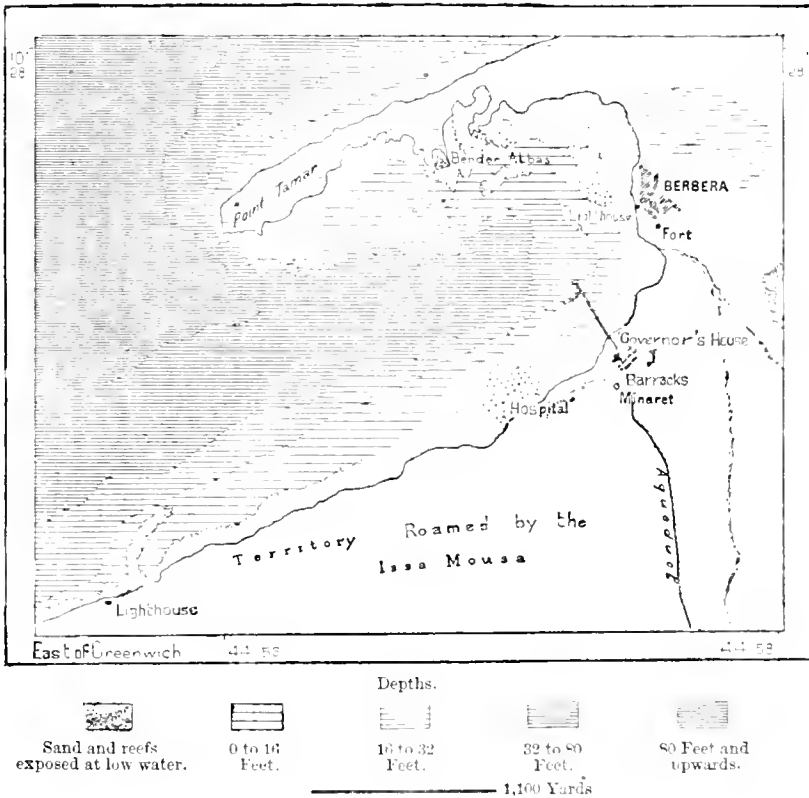 10°
28
28
Point Tamar
Bender Abbas
BERBERA
Lighthouse
Fort
Governor's House
Barracks
Minaret
Hospital
Aqueduct
Territory Roamed by the
Issa Mousa
Lighthouse
East of Greenwich
44·58
Depths.
Sand and reefs
exposed at low water.
0 to 16
Feet.
16 to 32
Feet.
32 to 80
Feet.
80 Feet and
upwards.
1,100 Yards